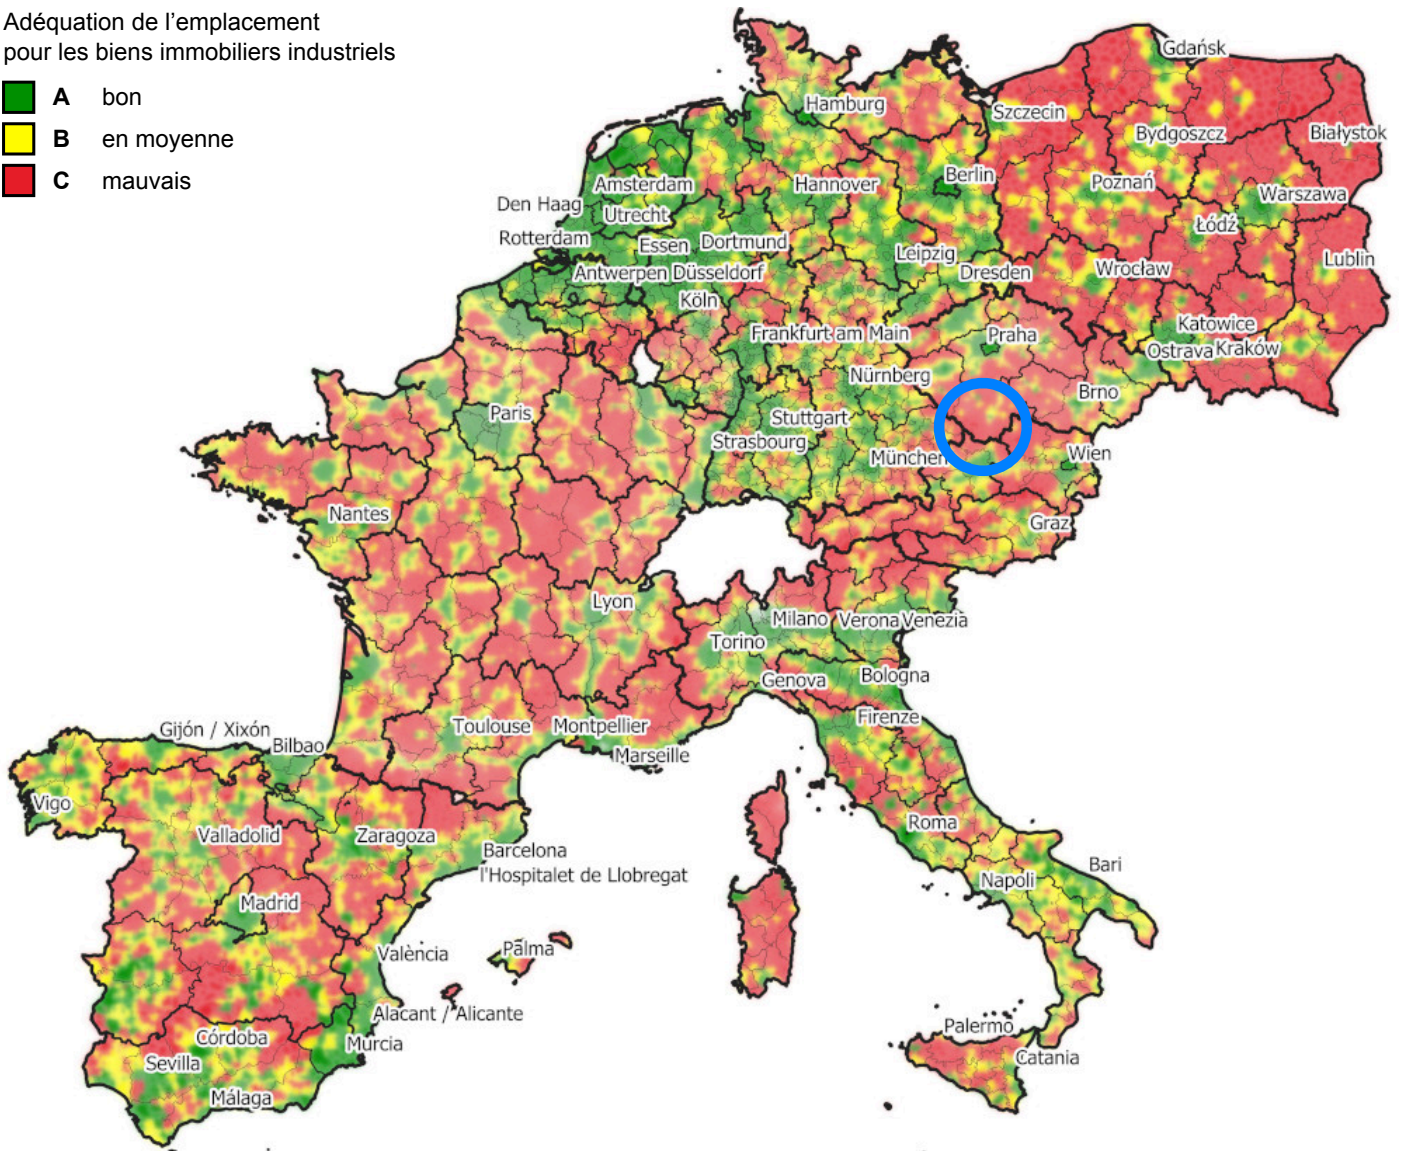 Adéquation de l’emplacement
pour les biens immobiliers industriels
A bon
B en moyenne
C mauvais
Gdańsk
Hamburg
Szczecin
Bydgoszcz
Białystok
Amsterdam
Hannover
Berlin
Poznań
Warszawa
Den Haag
Utrecht
Łódź
Rotterdam
Essen
Dortmund
Leipzig
Lublin
Antwerpen
Düsseldorf
Dresden
Wrocław
Köln
Katowice
Frankfurt am Main
Praha
Ostrava
Kraków
Nürnberg
Brno
Paris
Stuttgart
Strasbourg
München
Wien
Nantes
Graz
Lyon
Milano
Verona
Venezia
Torino
Genova
Bologna
Firenze
Gijón / Xixón
Bilbao
Toulouse
Montpellier
Marseille
Vigo
Valladolid
Zaragoza
Roma
Barcelona
l'Hospitalet de Llobregat
Bari
Napoli
Madrid
València
Palma
Alacant / Alicante
Palermo
Córdoba
Murcia
Sevilla
Catania
Málaga